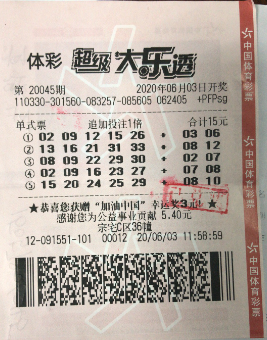 体彩 超级大乐透
第 20045期 2020年06月03日开奖
110330-301560-083257-085605 062405 +PFPsg
单式票 追加投注1倍 合计15元
① 02 09 12 15 26 + 03 06
② 13 16 21 31 33 + 08 12
③ 08 09 22 29 30 + 02 07
④ 02 09 16 23 27 + 07 08
⑤ 15 20 24 25 29 + 08 10
★恭喜您获赠“加油中国”幸运奖3元!★
感谢您为公益事业贡献 5.40元
宗宅C区36幢
12-091551-101 00012 20/06/03 11:58:59
中国体育彩票
中国体育彩票
中国体育彩票